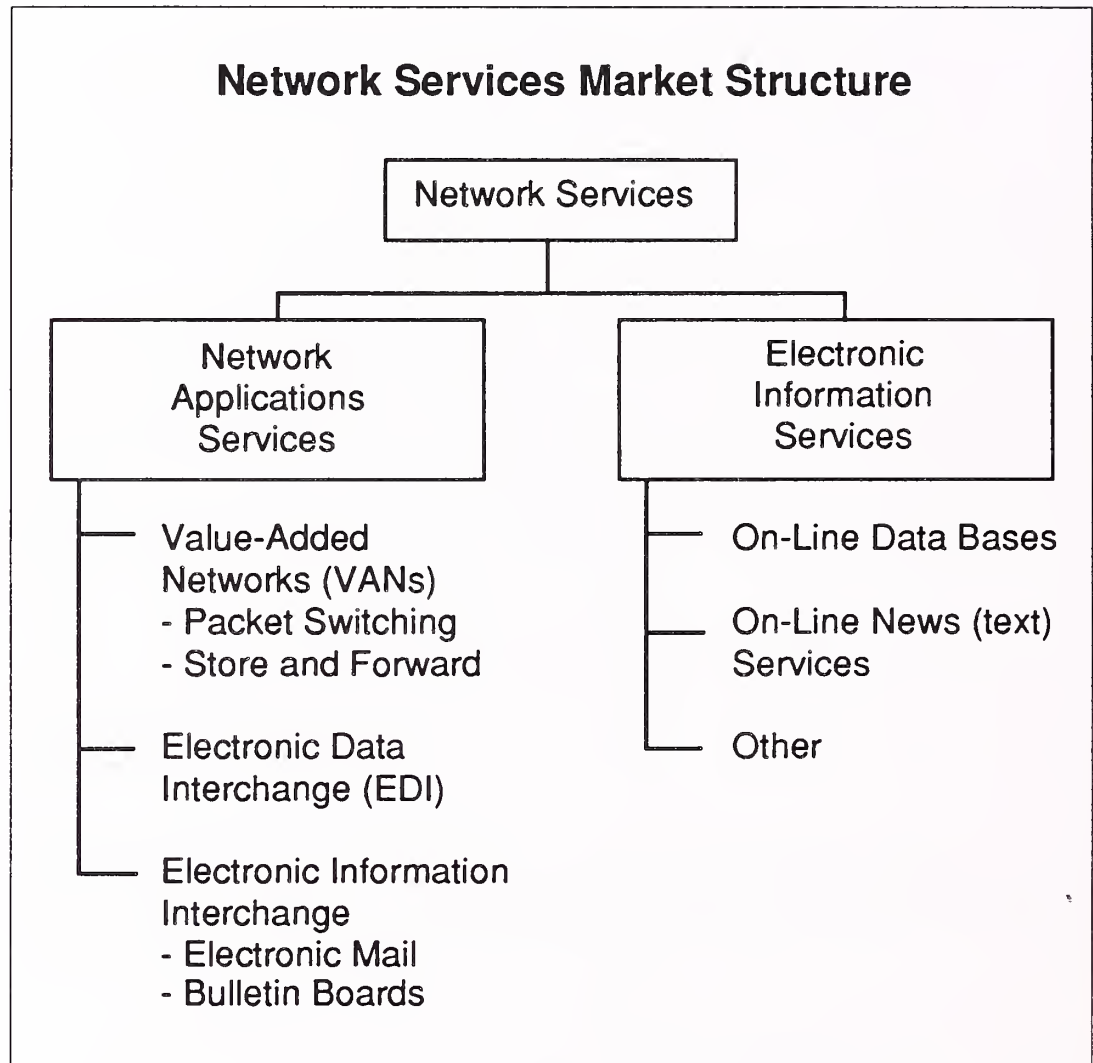 Network Services Market Structure
Network Services
Network
Applications
Services
Value-Added
Networks (VANs)
- Packet Switching
- Store and Forward
Electronic Data
Interchange (EDI)
Electronic Information
Interchange
- Electronic Mail
- Bulletin Boards
Electronic
Information
Services
On-Line Data Bases
On-Line News (text)
Services
Other